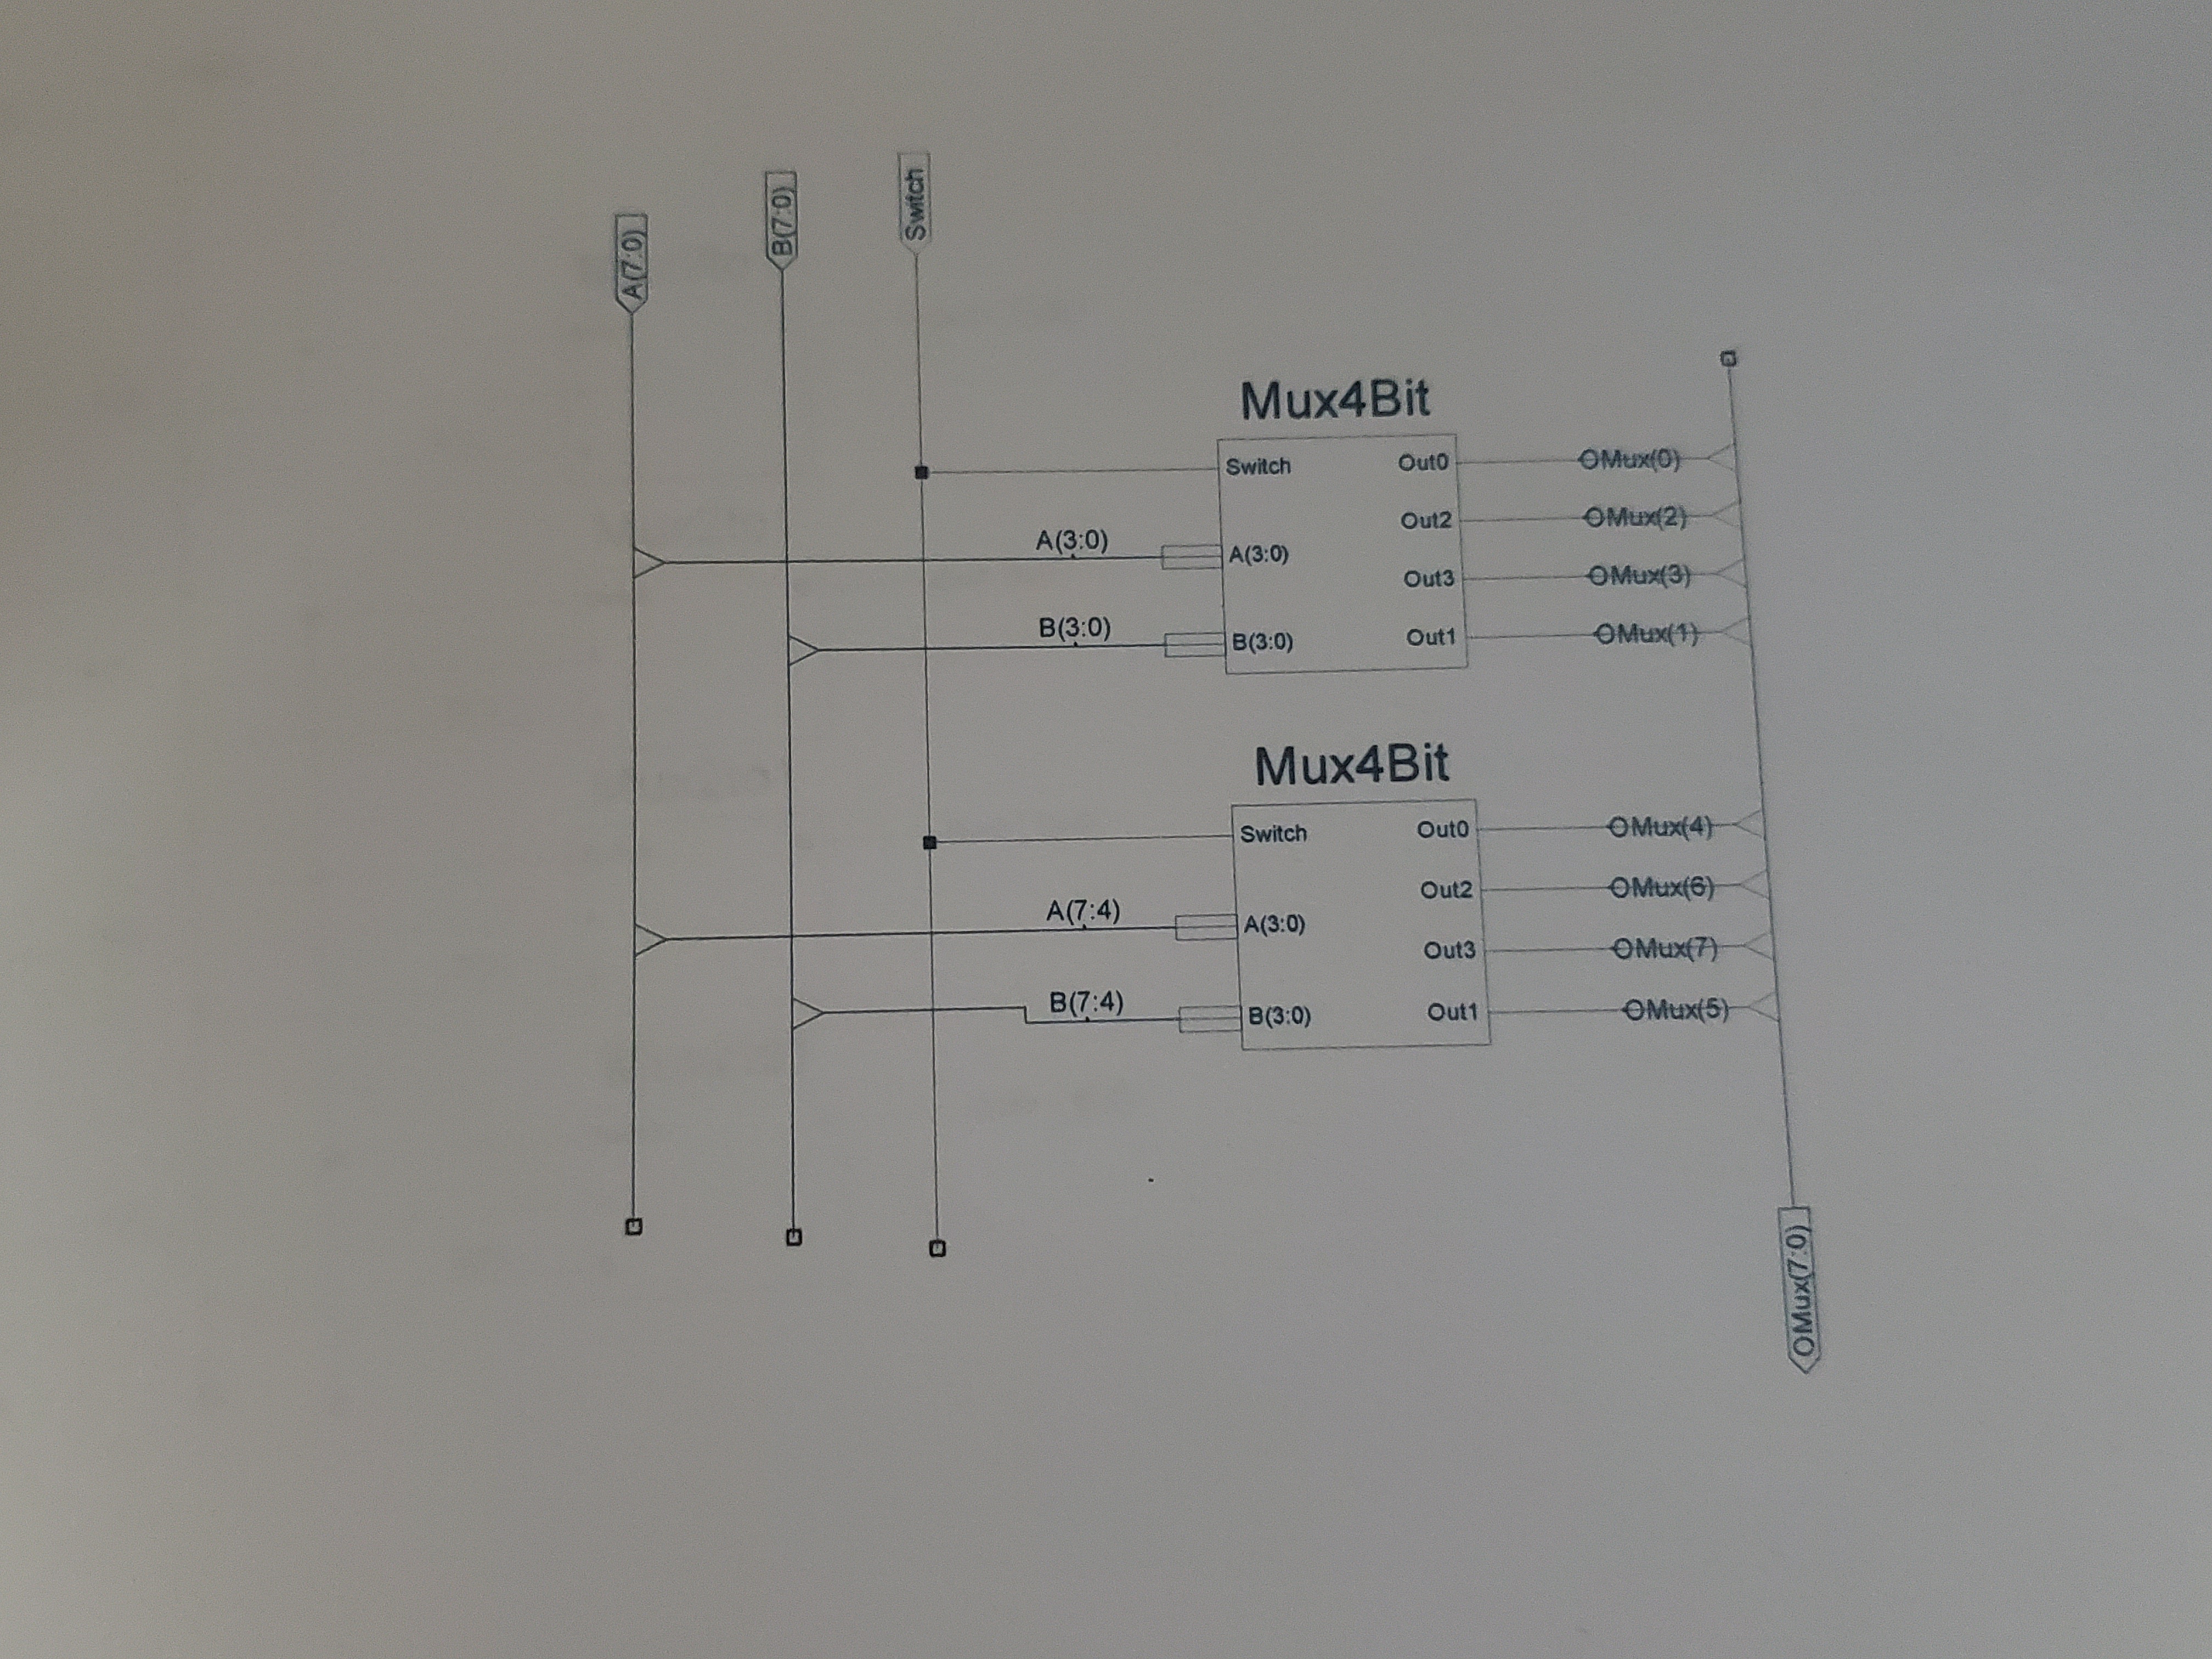 A(7:0)
B(7:0)
Switch
Mux4Bit
Switch
Out0
OMux(0)
Out2
OMux(2)
A(3:0)
A(3:0)
Out3
OMux(3)
B(3:0)
B(3:0)
Out1
OMux(1)
Mux4Bit
Switch
Out0
OMux(4)
Out2
OMux(6)
A(7:4)
A(3:0)
Out3
OMux(7)
B(7:4)
B(3:0)
Out1
OMux(5)
OMux(7:0)